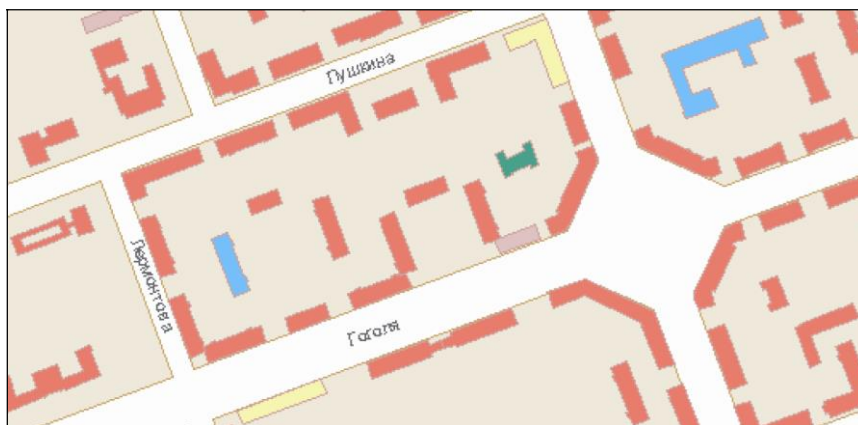 Пушкина
Лермонтова
Гоголя